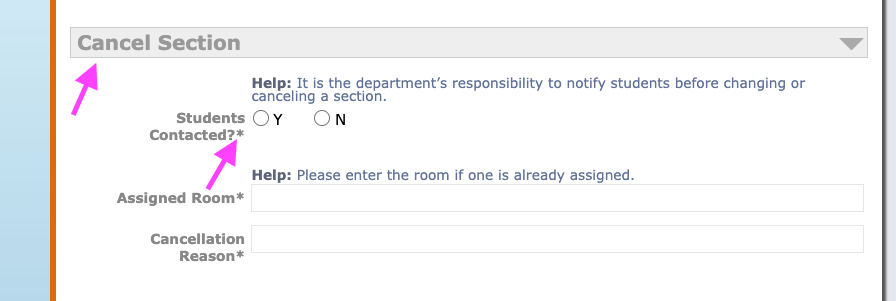 Cancel Section
Help: It is the department’s responsibility to notify students before changing or
canceling a section.
Students
Contacted?*
Y
N
Help: Please enter the room if one is already assigned.
Assigned Room*
Cancellation
Reason*